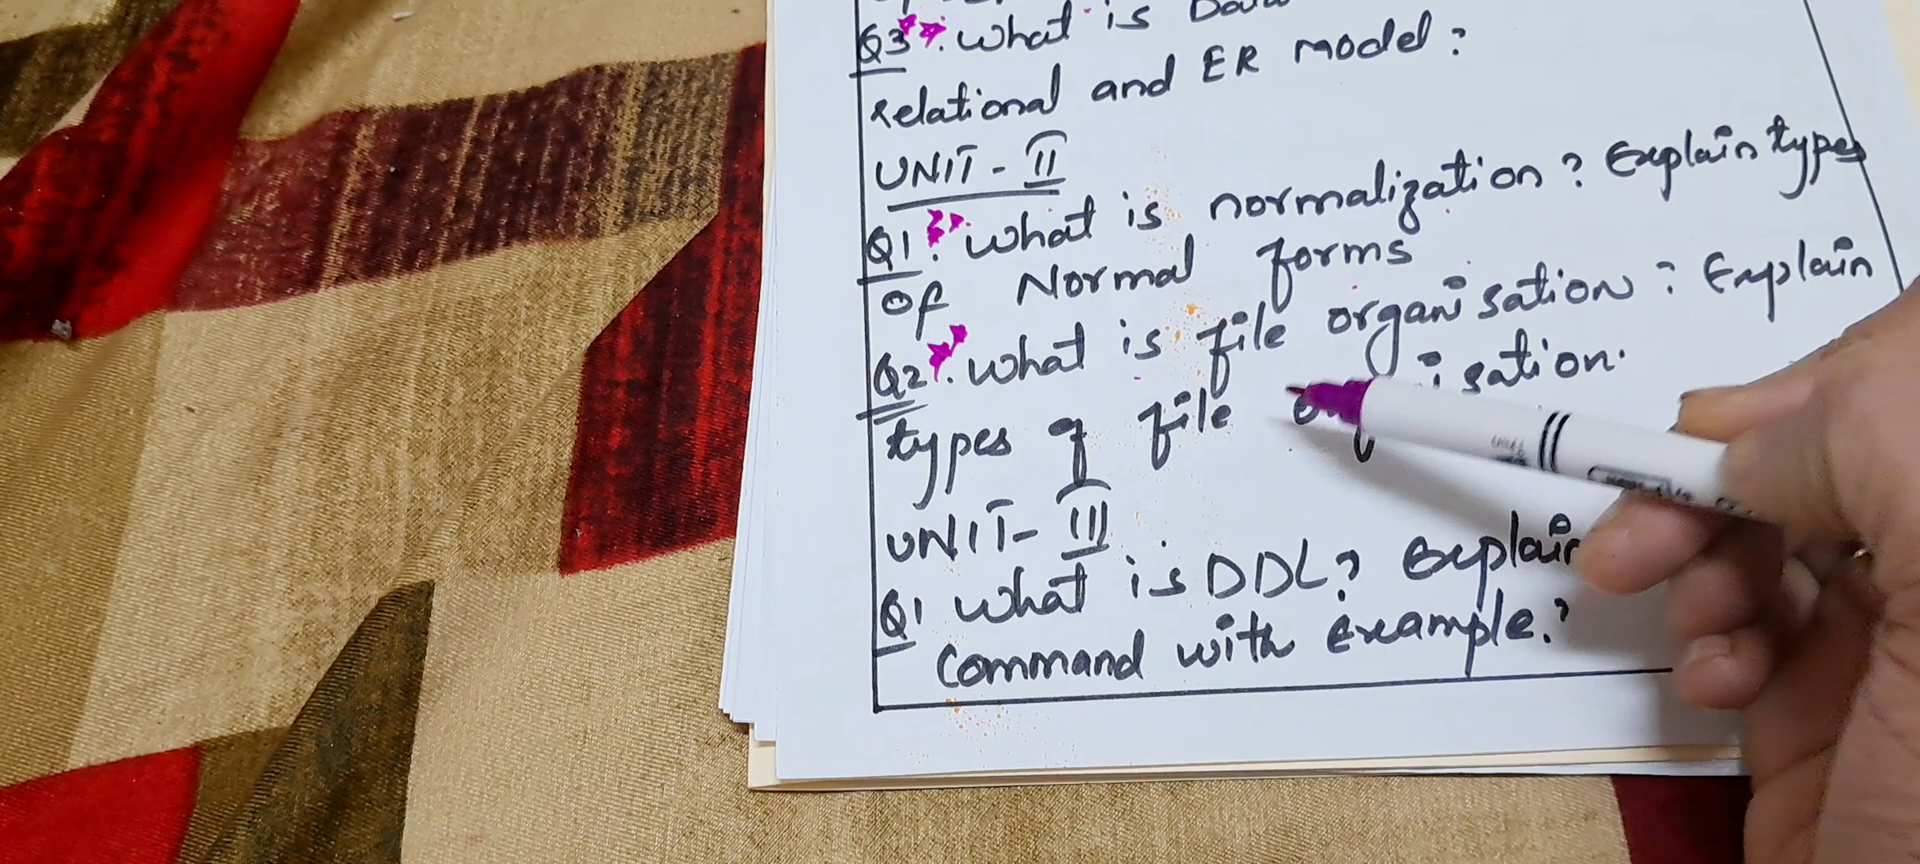 Q3. What is
relational and ER model?
UNIT - II
Q1. What is normalization? Explain types
of Normal forms
Q2. What is file organisation? Explain
types of file
UNIT - III
Q1 What is DDL? Explain
Command with example.?